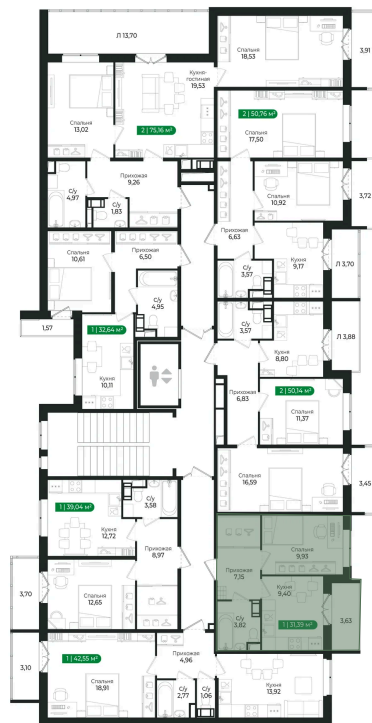 Л 13,70
Спальня
18,53
3,91
Кухня-
гостиная
19,53
Спальня
13,02
2 | 75,16 м²
2 | 50,76 м²
Спальня
17,50
Прихожая
9,26
С/у
4,97
С/у
1,83
Спальня
10,92
3,72
Прихожая
6,63
Спальня
10,61
Прихожая
6,50
С/у
3,57
Кухня
9,17
Л 3,70
С/у
4,95
1,57
1 | 32,64 м²
С/у
3,57
Кухня
8,80
Л 3,88
Кухня
10,11
Прихожая
6,83
2 | 50,14 м²
Спальня
11,37
Спальня
16,59
3,45
С/у
3,58
1 | 39,04 м²
Кухня
12,72
Прихожая
8,97
Спальня
9,93
Прихожая
7,15
Кухня
9,40
3,70
Спальня
12,65
С/у
3,82
1 | 31,39 м²
3,63
3,10
1 | 42,55 м²
Прихожая
4,96
Спальня
18,91
С/у
2,77
С/у
1,06
Кухня
13,92